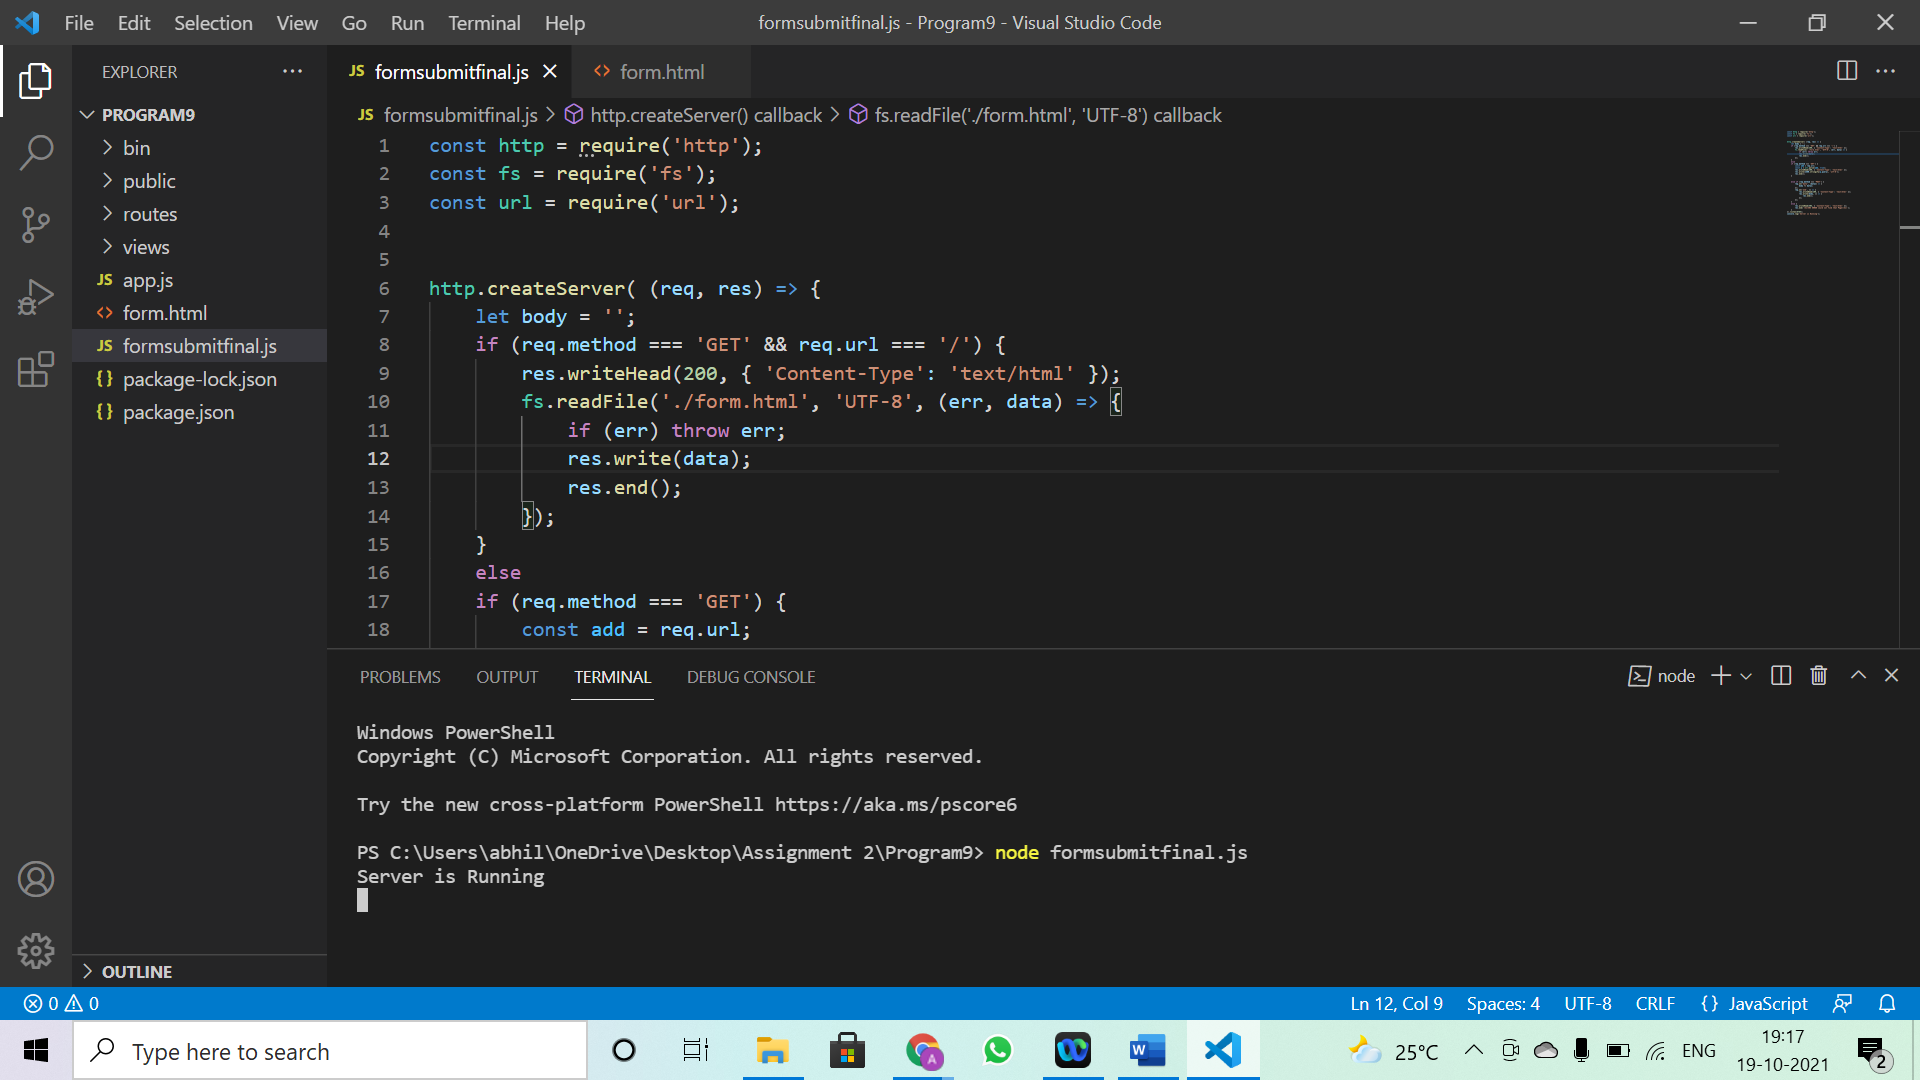 File Edit Selection View Go Run Terminal Help
formsubmitfinal.js - Program9 - Visual Studio Code
EXPLORER
PROGRAM9
bin
public
routes
views
JS app.js
<> form.html
JS formsubmitfinal.js
{} package-lock.json
{} package.json
OUTLINE
JS formsubmitfinal.js
<> form.html
JS formsubmitfinal.js > http.createServer() callback > fs.readFile('./form.html', 'UTF-8') callback
1 const http = require('http');
2 const fs = require('fs');
3 const url = require('url');
4
5
6 http.createServer( (req, res) => {
7 let body = '';
8 if (req.method === 'GET' && req.url === '/') {
9 res.writeHead(200, { 'Content-Type': 'text/html' });
10 fs.readFile('./form.html', 'UTF-8', (err, data) => {
11 if (err) throw err;
12 res.write(data);
13 res.end();
14 });
15 }
16 else
17 if (req.method === 'GET') {
18 const add = req.url;
PROBLEMS OUTPUT TERMINAL DEBUG CONSOLE
node
Windows PowerShell
Copyright (C) Microsoft Corporation. All rights reserved.
Try the new cross-platform PowerShell https://aka.ms/pscore6
PS C:\Users\abhil\OneDrive\Desktop\Assignment 2\Program9> node formsubmitfinal.js
Server is Running
0 0
Ln 12, Col 9 Spaces: 4 UTF-8 CRLF {} JavaScript
Type here to search
A
W
25°C
ENG
19:17
19-10-2021
2